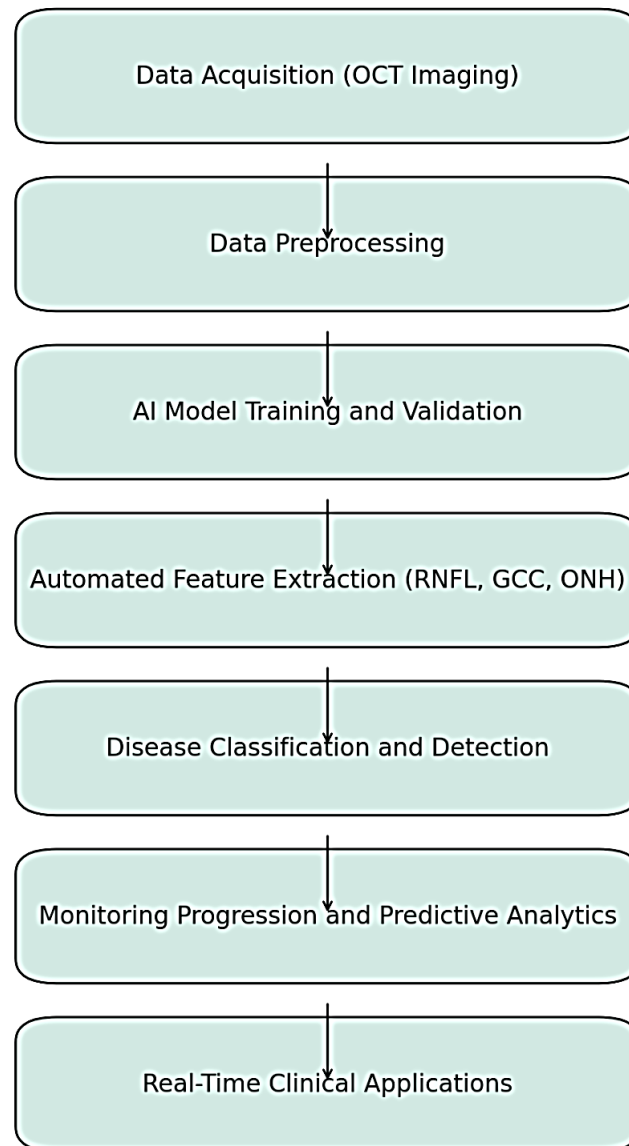 Data Acquisition (OCT Imaging)
Data Preprocessing
AI Model Training and Validation
Automated Feature Extraction (RNFL, GCC, ONH)
Disease Classification and Detection
Monitoring Progression and Predictive Analytics
Real-Time Clinical Applications